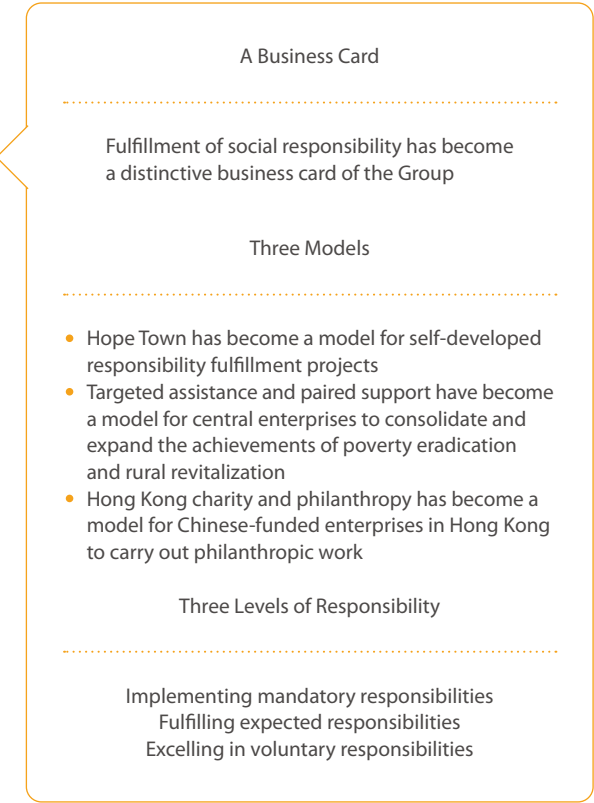 A Business Card
Fulfillment of social responsibility has become
a distinctive business card of the Group
Three Models
• Hope Town has become a model for self-developed
responsibility fulfillment projects
• Targeted assistance and paired support have become
a model for central enterprises to consolidate and
expand the achievements of poverty eradication
and rural revitalization
• Hong Kong charity and philanthropy has become a
model for Chinese-funded enterprises in Hong Kong
to carry out philanthropic work
Three Levels of Responsibility
Implementing mandatory responsibilities
Fulfilling expected responsibilities
Excelling in voluntary responsibilities